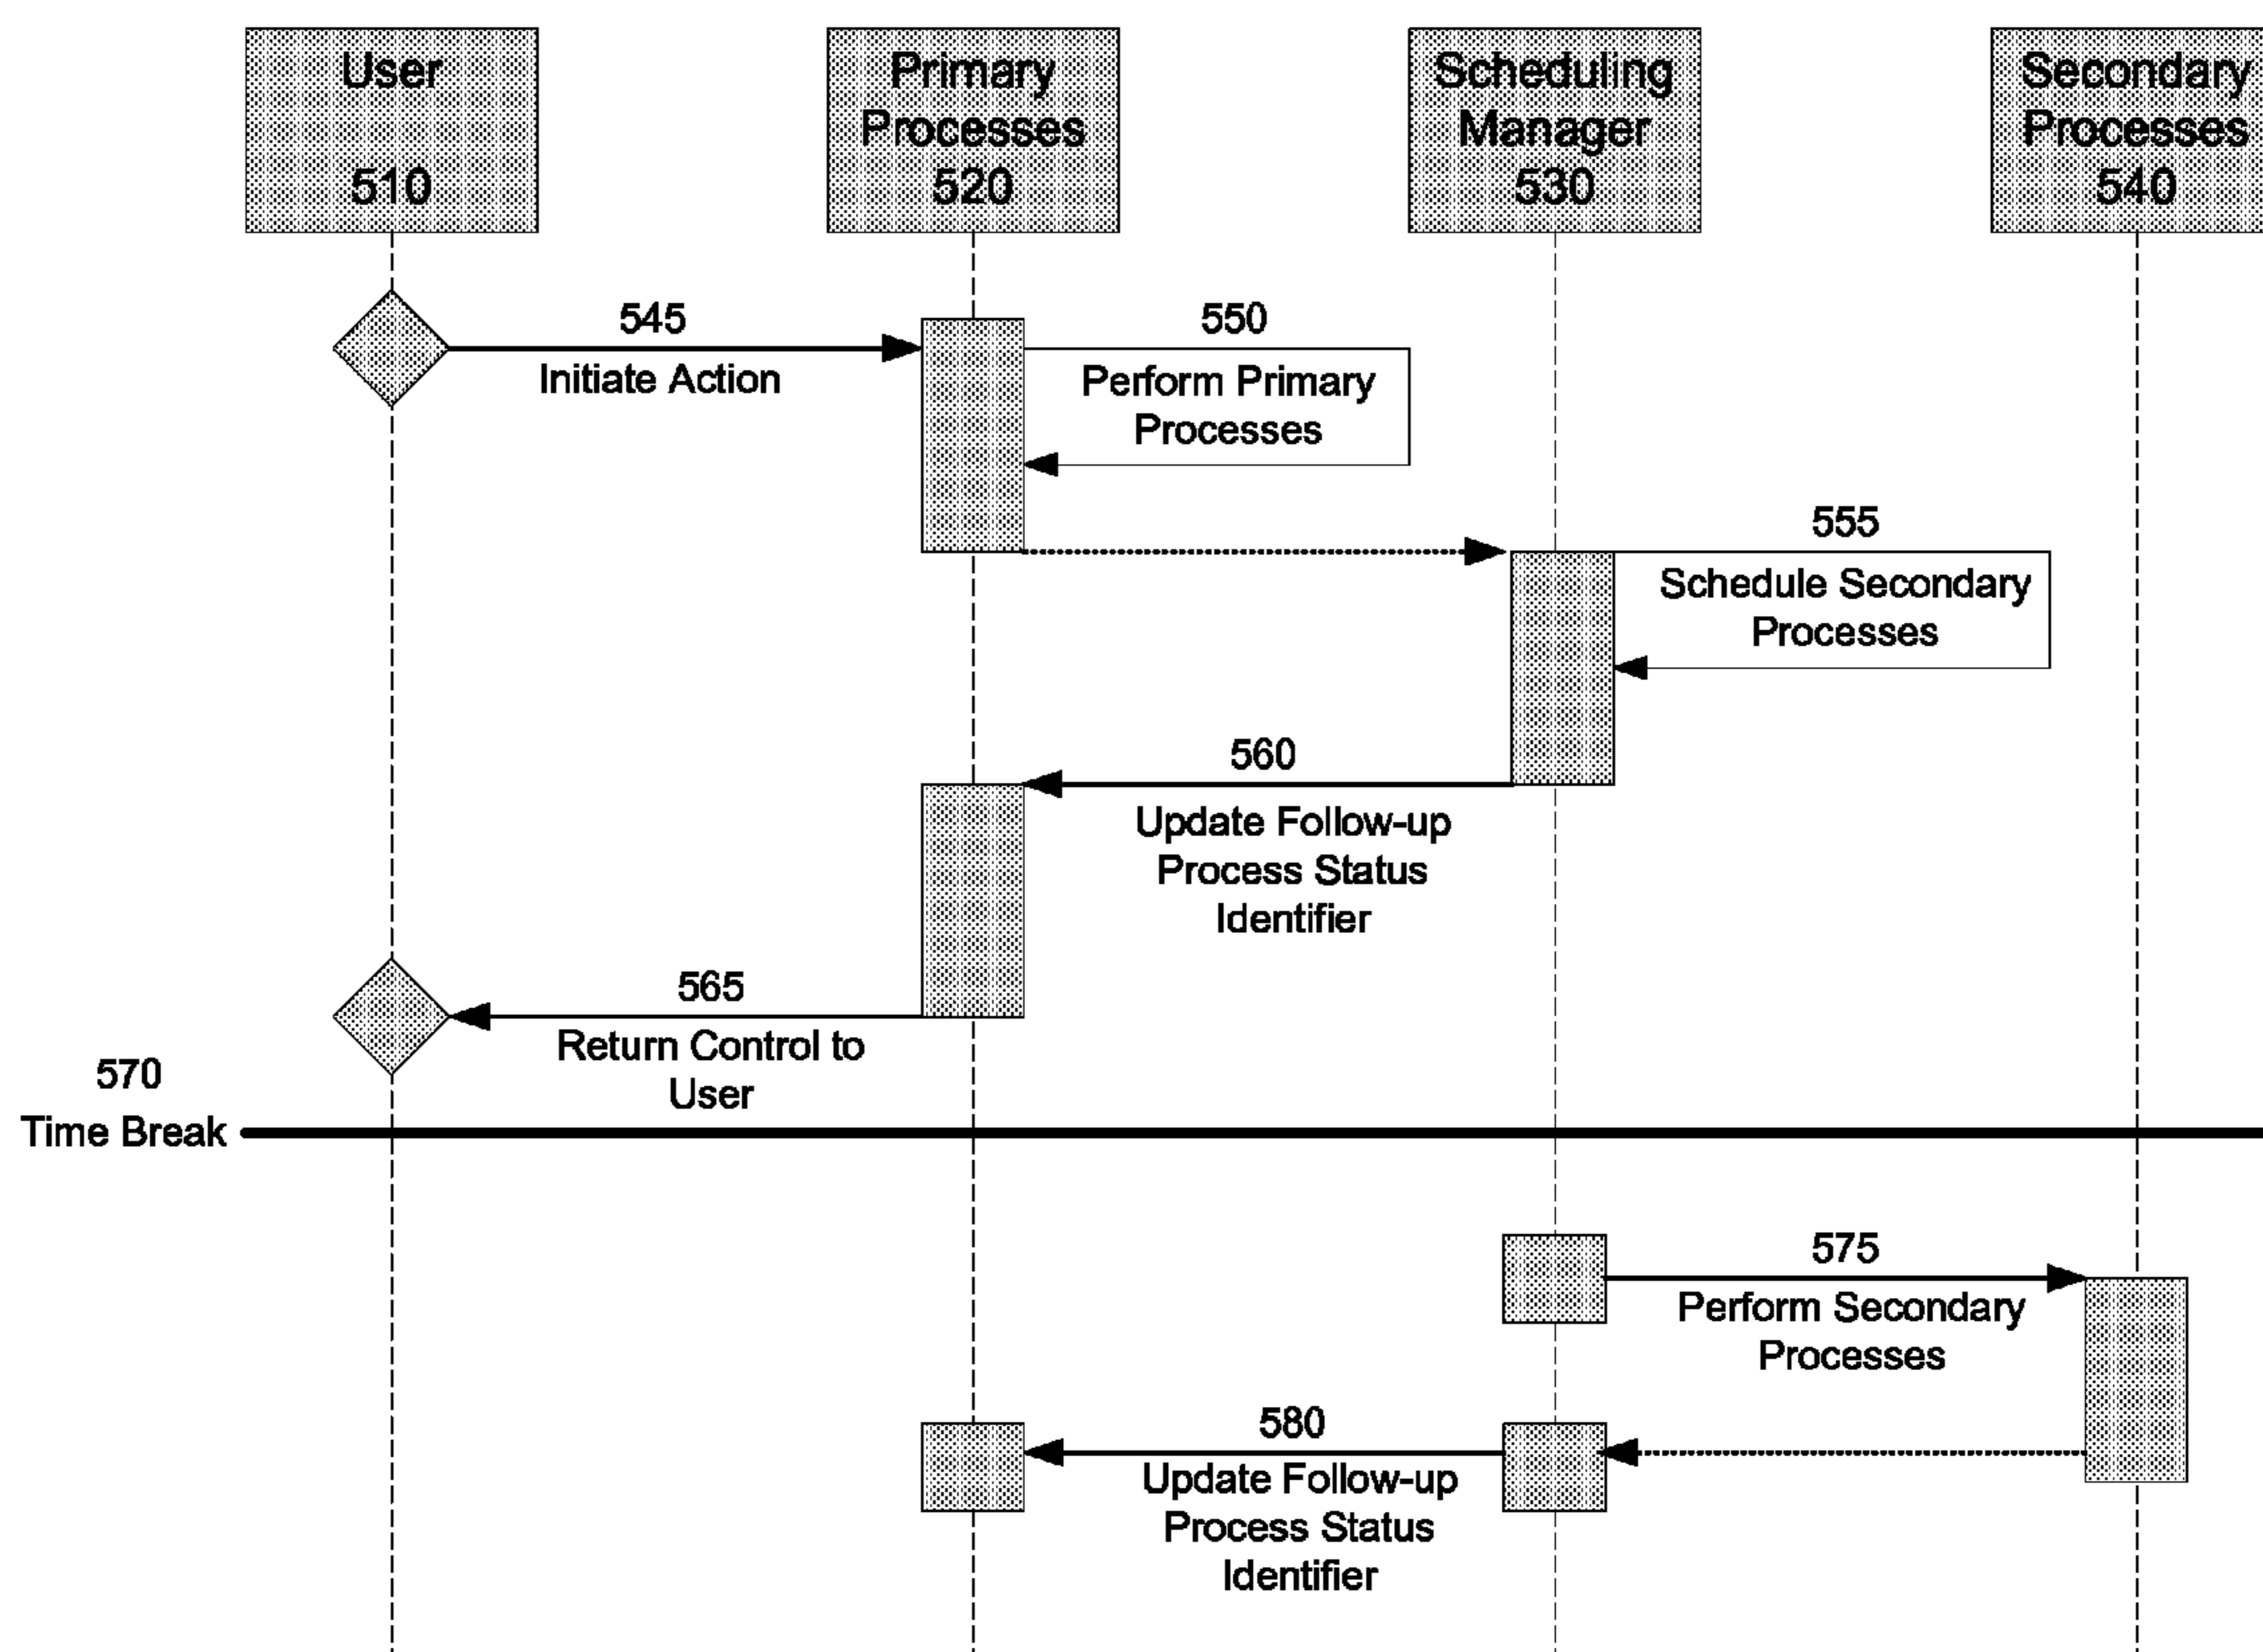 User
510
Primary
Processes
520
Scheduling
Manager
530
Secondary
Processes
540
545
Initiate Action
550
Perform Primary
Processes
555
Schedule Secondary
Processes
560
Update Follow-up
Process Status
Identifier
565
Return Control to
User
570
Time Break
575
Perform Secondary
Processes
580
Update Follow-up
Process Status
Identifier